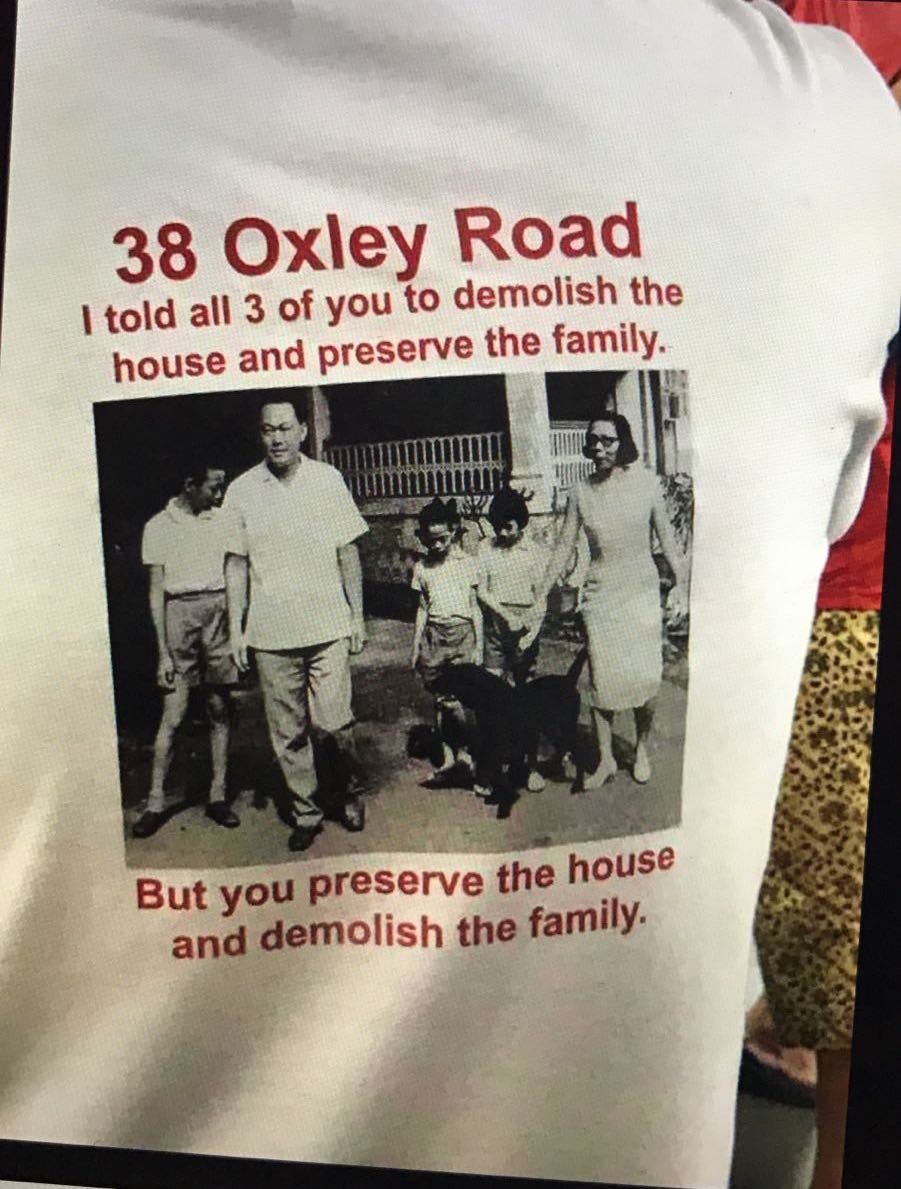 38 Oxley Road
I told all 3 of you to demolish the
house and preserve the family.
But you preserve the house
and demolish the family.